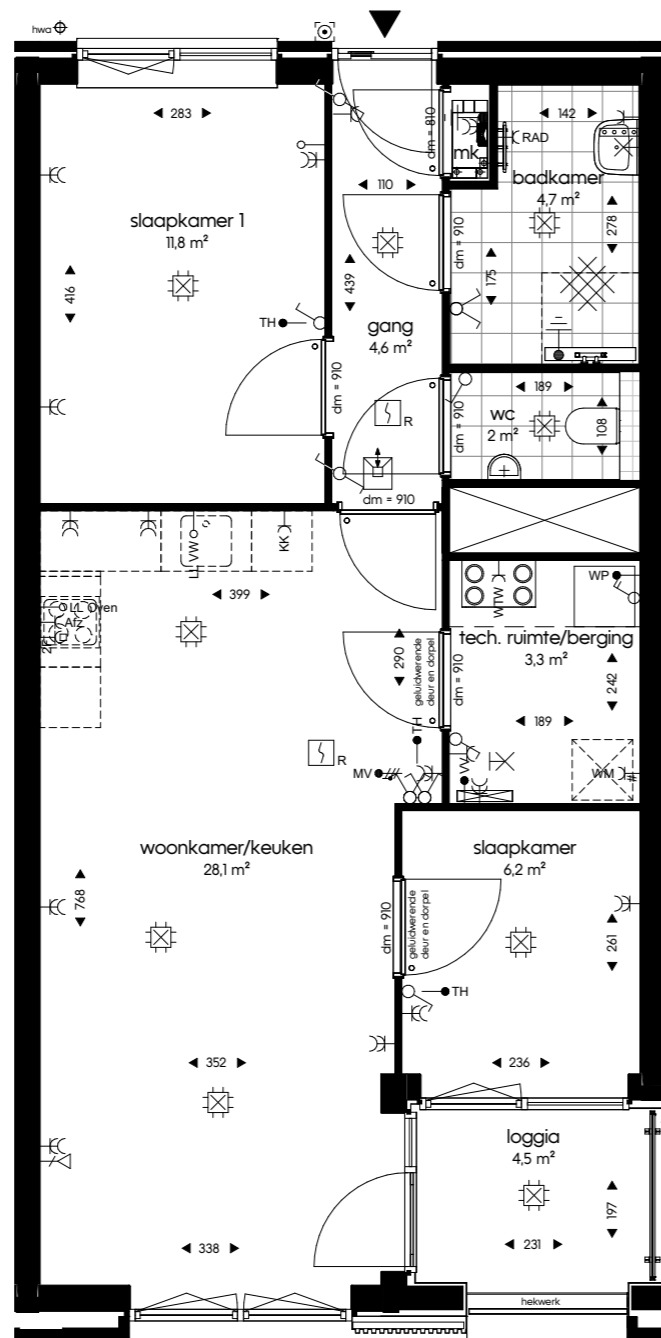 hwa
283
dm = 810
mk
RAD
142
badkamer
4,7 m²
110
slaapkamer 1
11,8 m²
278
dm = 910
175
416
439
TH
gang
4,6 m²
dm = 910
R
dm = 910
189
wc
2 m²
108
dm = 910
LL VW
KK
399
LL Oven
Afz
WTW
WP
tech. ruimte/berging
3,3 m²
290
geluidwerende
deur en dorpel
dm = 910
242
189
R
TH
MV
VV
WM
woonkamer/keuken
28,1 m²
slaapkamer
6,2 m²
768
dm = 910
geluidwerende
deur en dorpel
261
TH
352
236
loggia
4,5 m²
197
338
231
hekwerk